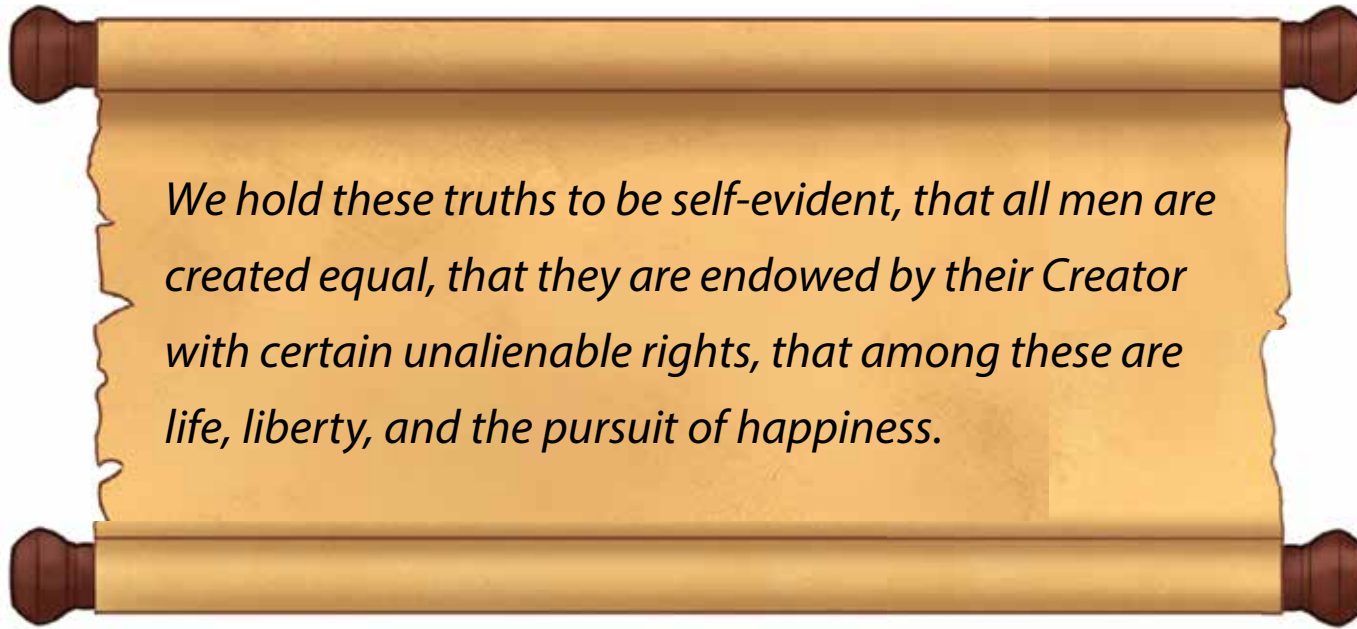 We hold these truths to be self-evident, that all men are
created equal, that they are endowed by their Creator
with certain unalienable rights, that among these are
life, liberty, and the pursuit of happiness.